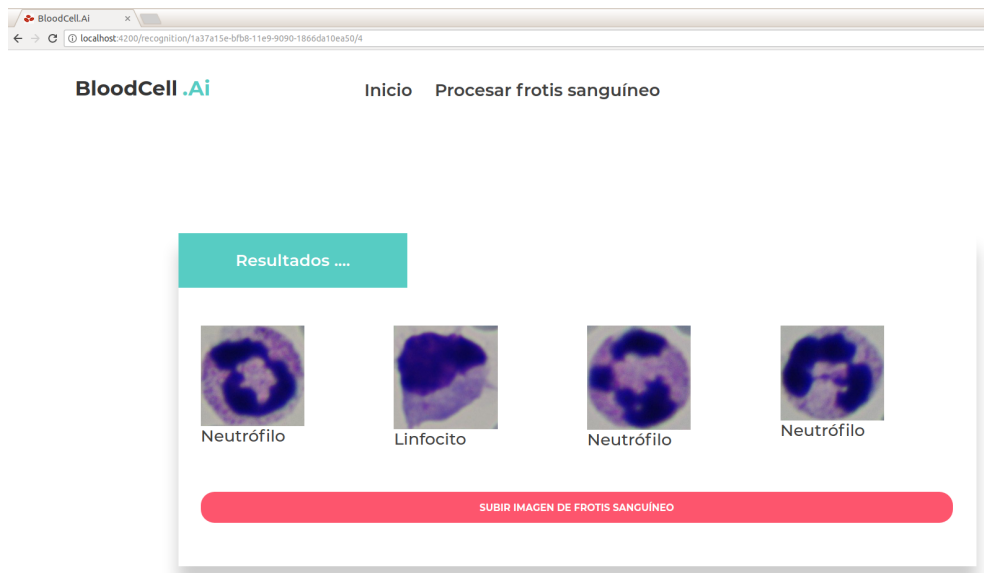 BloodCell.Ai
localhost:4200/recognition/1a37a15e-bfb8-11e9-9090-1866da10ea50/4
BloodCell .Ai
Inicio Procesar frotis sanguíneo
Resultados ....
Neutrófilo Linfocito Neutrófilo Neutrófilo
SUBIR IMAGEN DE FROTIS SANGUÍNEO